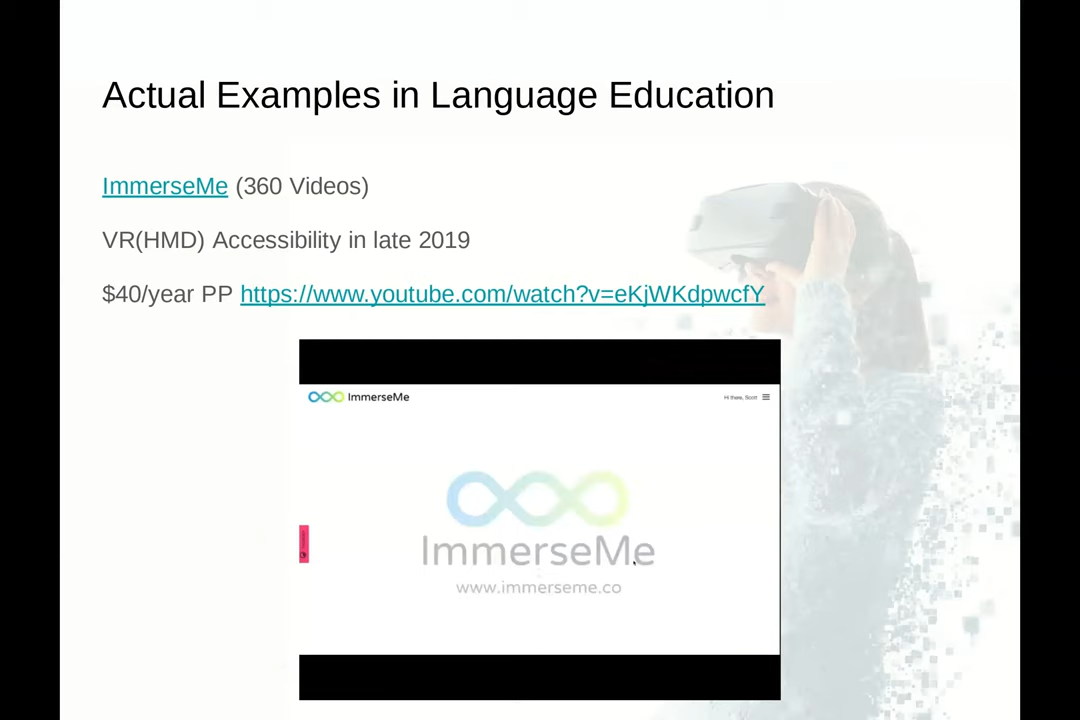 Actual Examples in Language Education
ImmerseMe (360 Videos)
VR(HMD) Accessibility in late 2019
$40/year PP https://www.youtube.com/watch?v=eKjWKdpwcfY
ImmerseMe
Hi there, Scott
ImmerseMe
www.immerseme.co